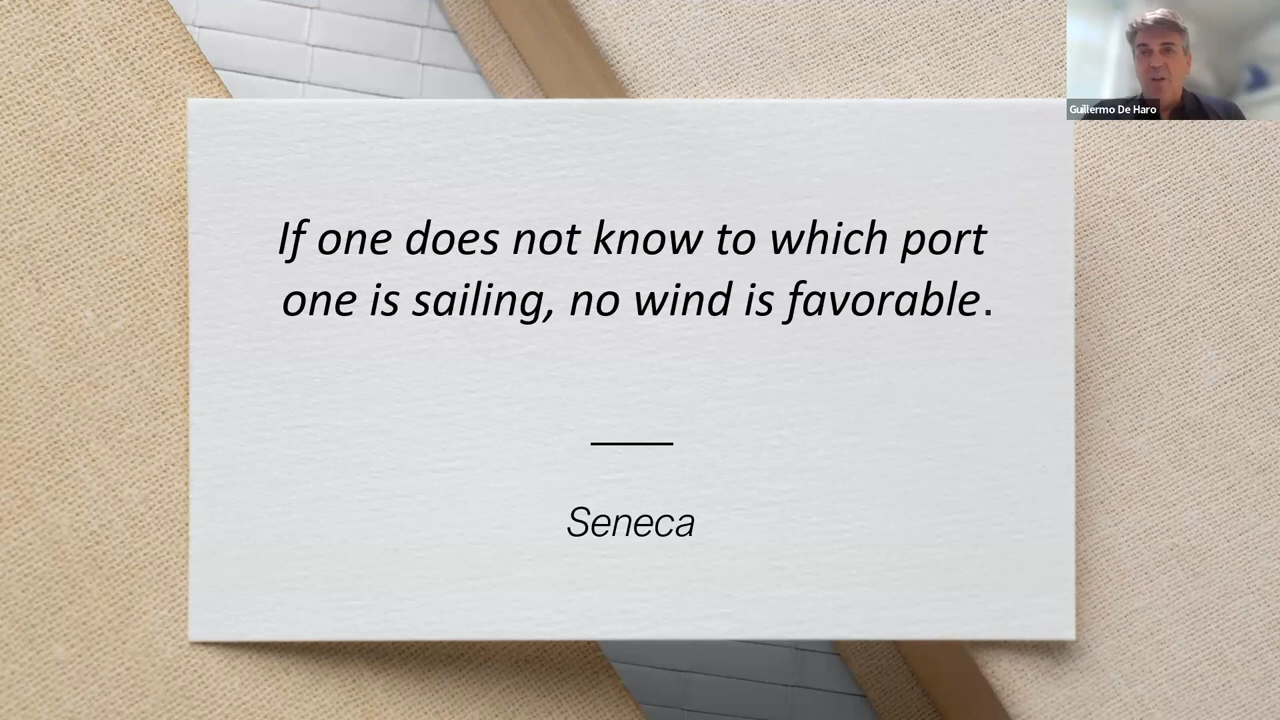 Guillermo De Haro
If one does not know to which port
one is sailing, no wind is favorable.
Seneca